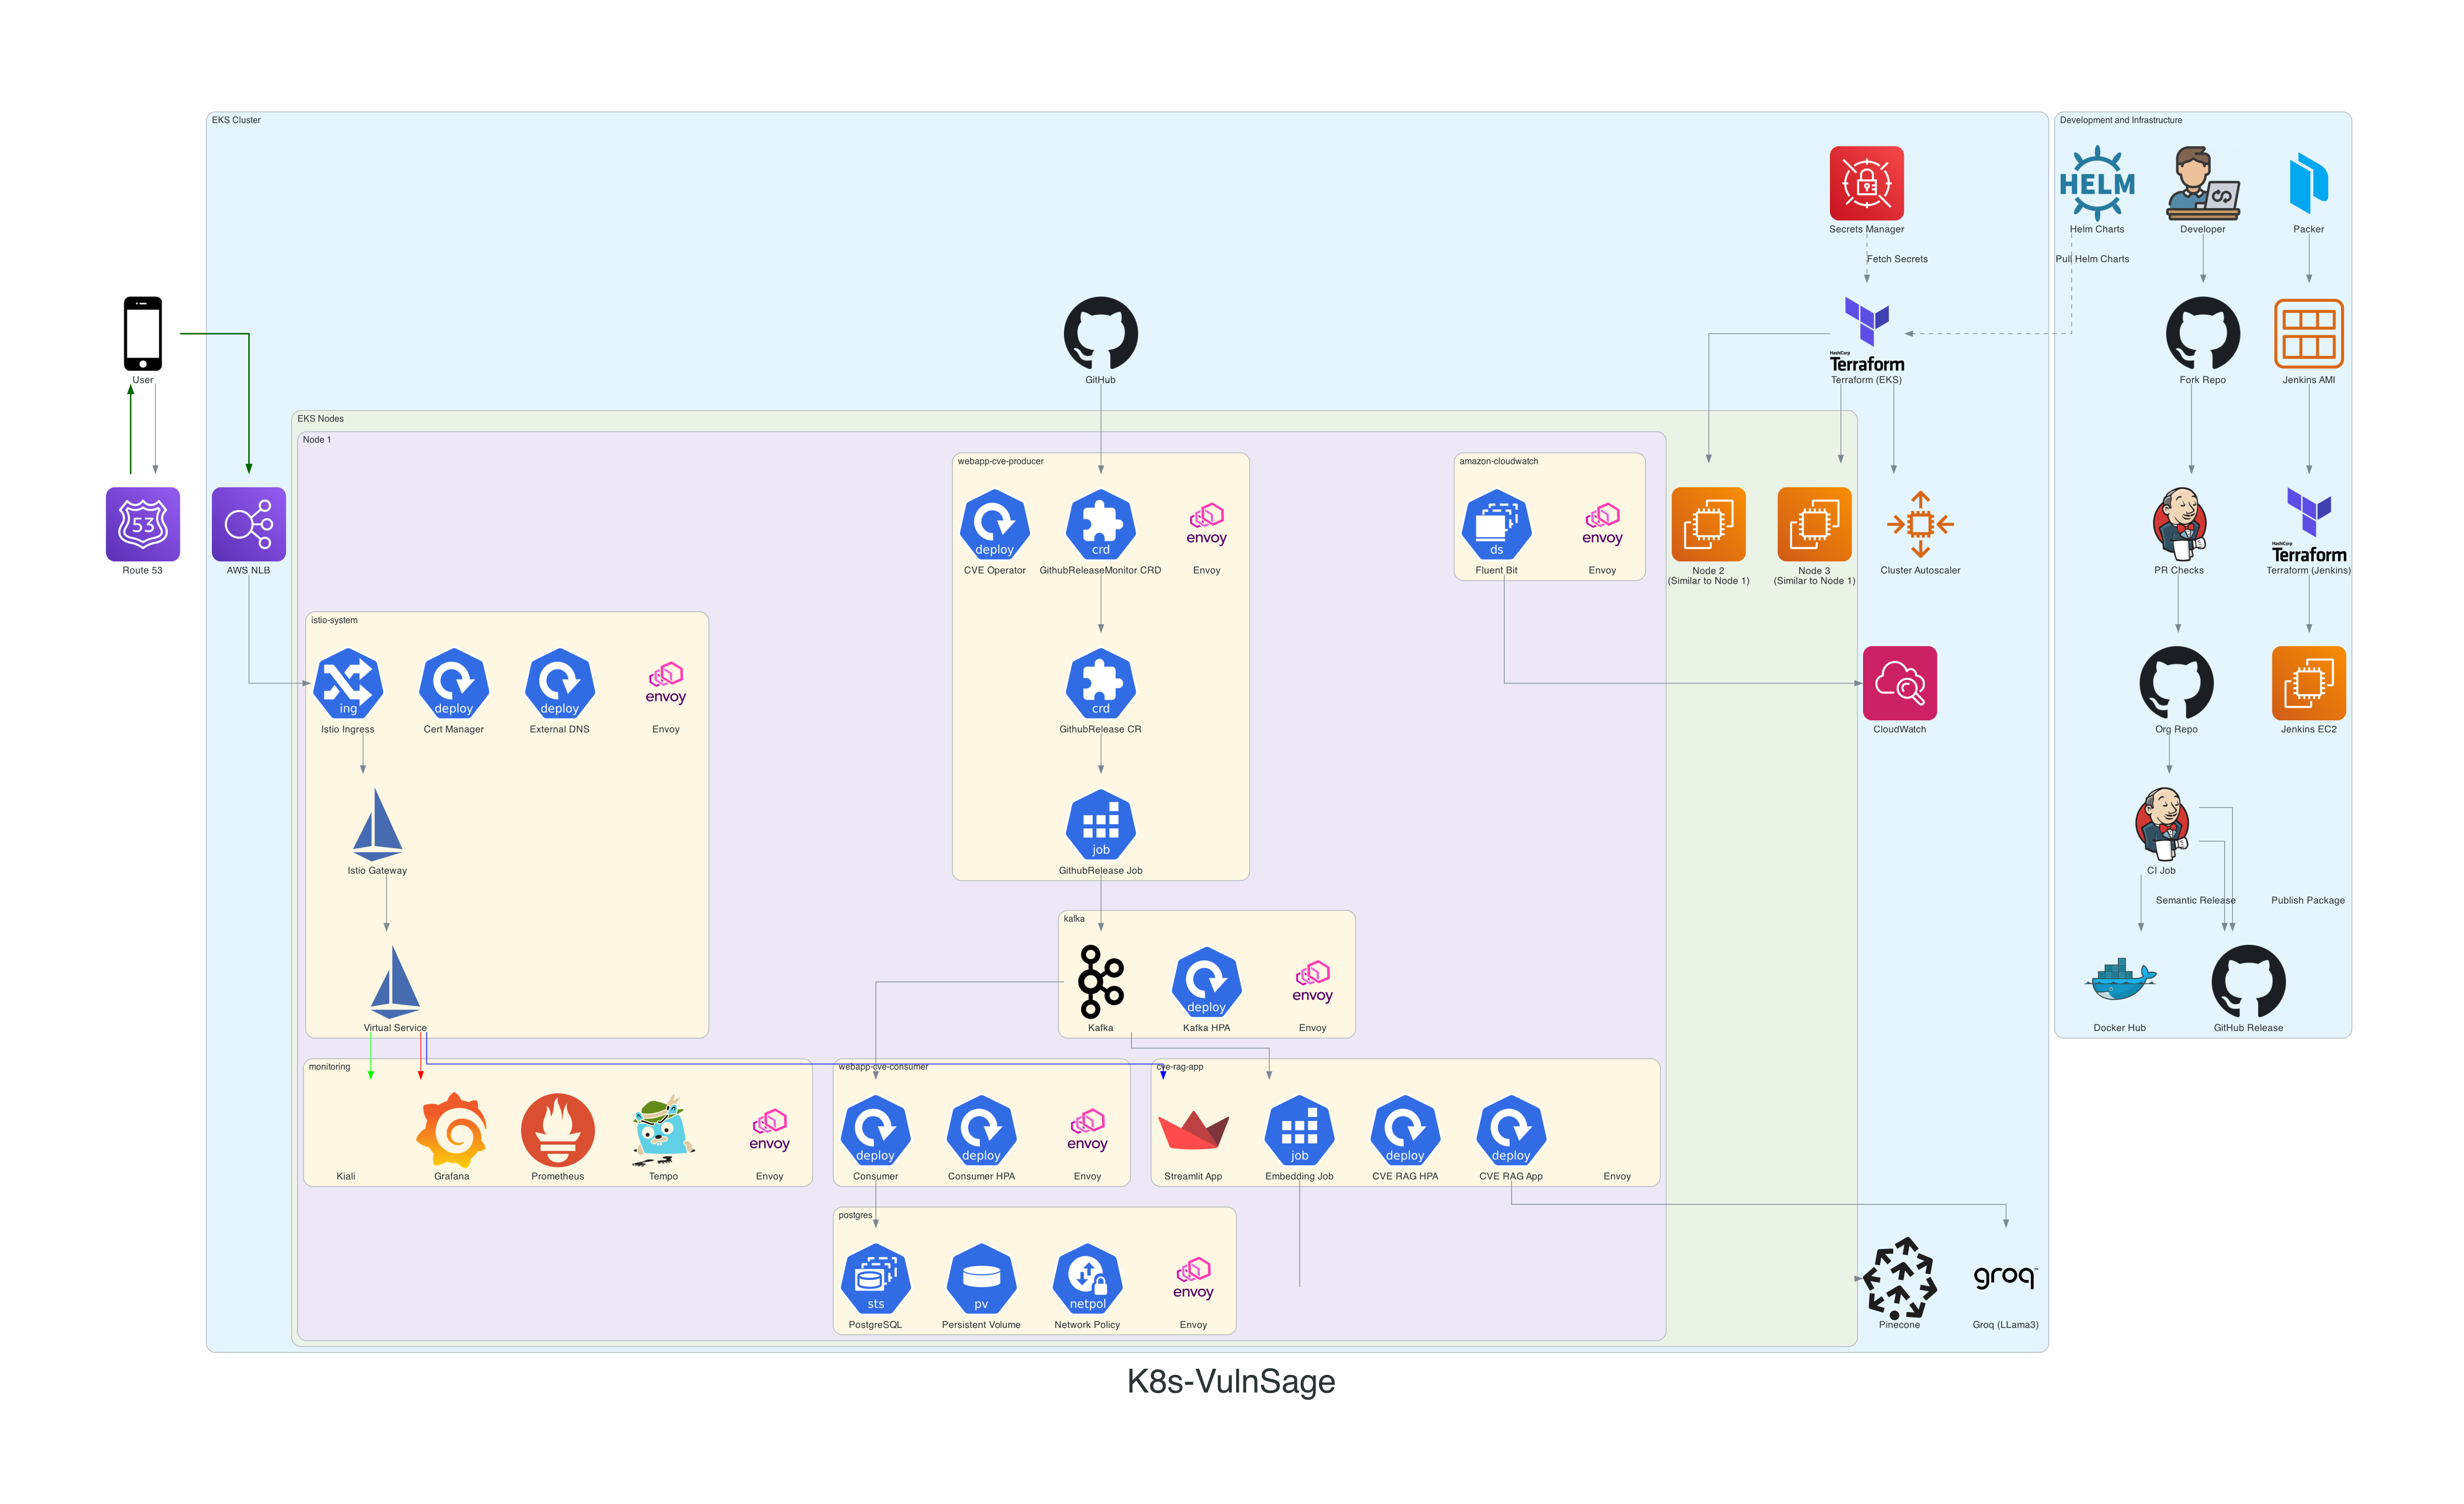 EKS Cluster
Development and Infrastructure
HELM
Secrets Manager
Helm Charts
Developer
Packer
Fetch Secrets
Pull Helm Charts
HashiCorp
Terraform
User
GitHub
Terraform (EKS)
Fork Repo
Jenkins AMI
EKS Nodes
Node 1
webapp-cve-producer
amazon-cloudwatch
53
deploy
crd
envoy
ds
envoy
HashiCorp
Terraform
Route 53
AWS NLB
CVE Operator
GithubReleaseMonitor CRD
Envoy
Fluent Bit
Envoy
Node 2
(Similar to Node 1)
Node 3
(Similar to Node 1)
Cluster Autoscaler
PR Checks
Terraform (Jenkins)
istio-system
ing
deploy
deploy
envoy
crd
Istio Ingress
Cert Manager
External DNS
Envoy
GithubRelease CR
CloudWatch
Org Repo
Jenkins EC2
job
Istio Gateway
GithubRelease Job
CI Job
Semantic Release
Publish Package
kafka
deploy
envoy
Virtual Service
Kafka
Kafka HPA
Envoy
Docker Hub
GitHub Release
monitoring
webapp-cve-consumer
cve-rag-app
envoy
deploy
deploy
envoy
job
deploy
deploy
Kiali
Grafana
Prometheus
Tempo
Envoy
Consumer
Consumer HPA
Envoy
Streamlit App
Embedding Job
CVE RAG HPA
CVE RAG App
Envoy
postgres
sts
pv
netpol
envoy
groq™
PostgreSQL
Persistent Volume
Network Policy
Envoy
Pinecone
Groq (LLama3)
K8s-VulnSage